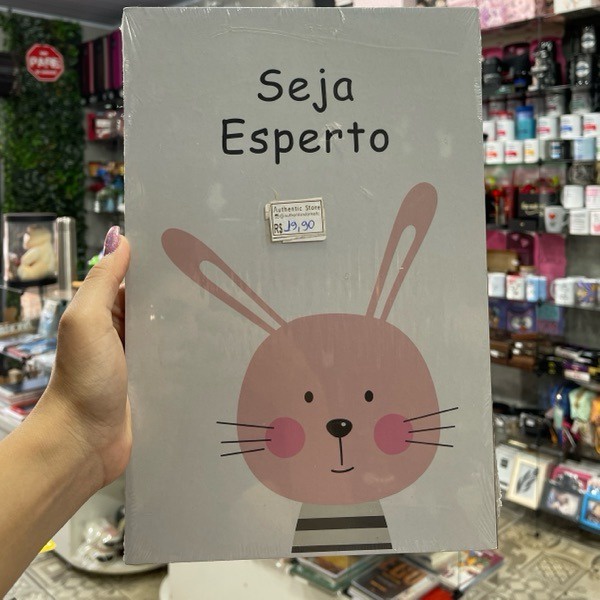 Seja
Esperto
Authentic Store
R$ 19,90